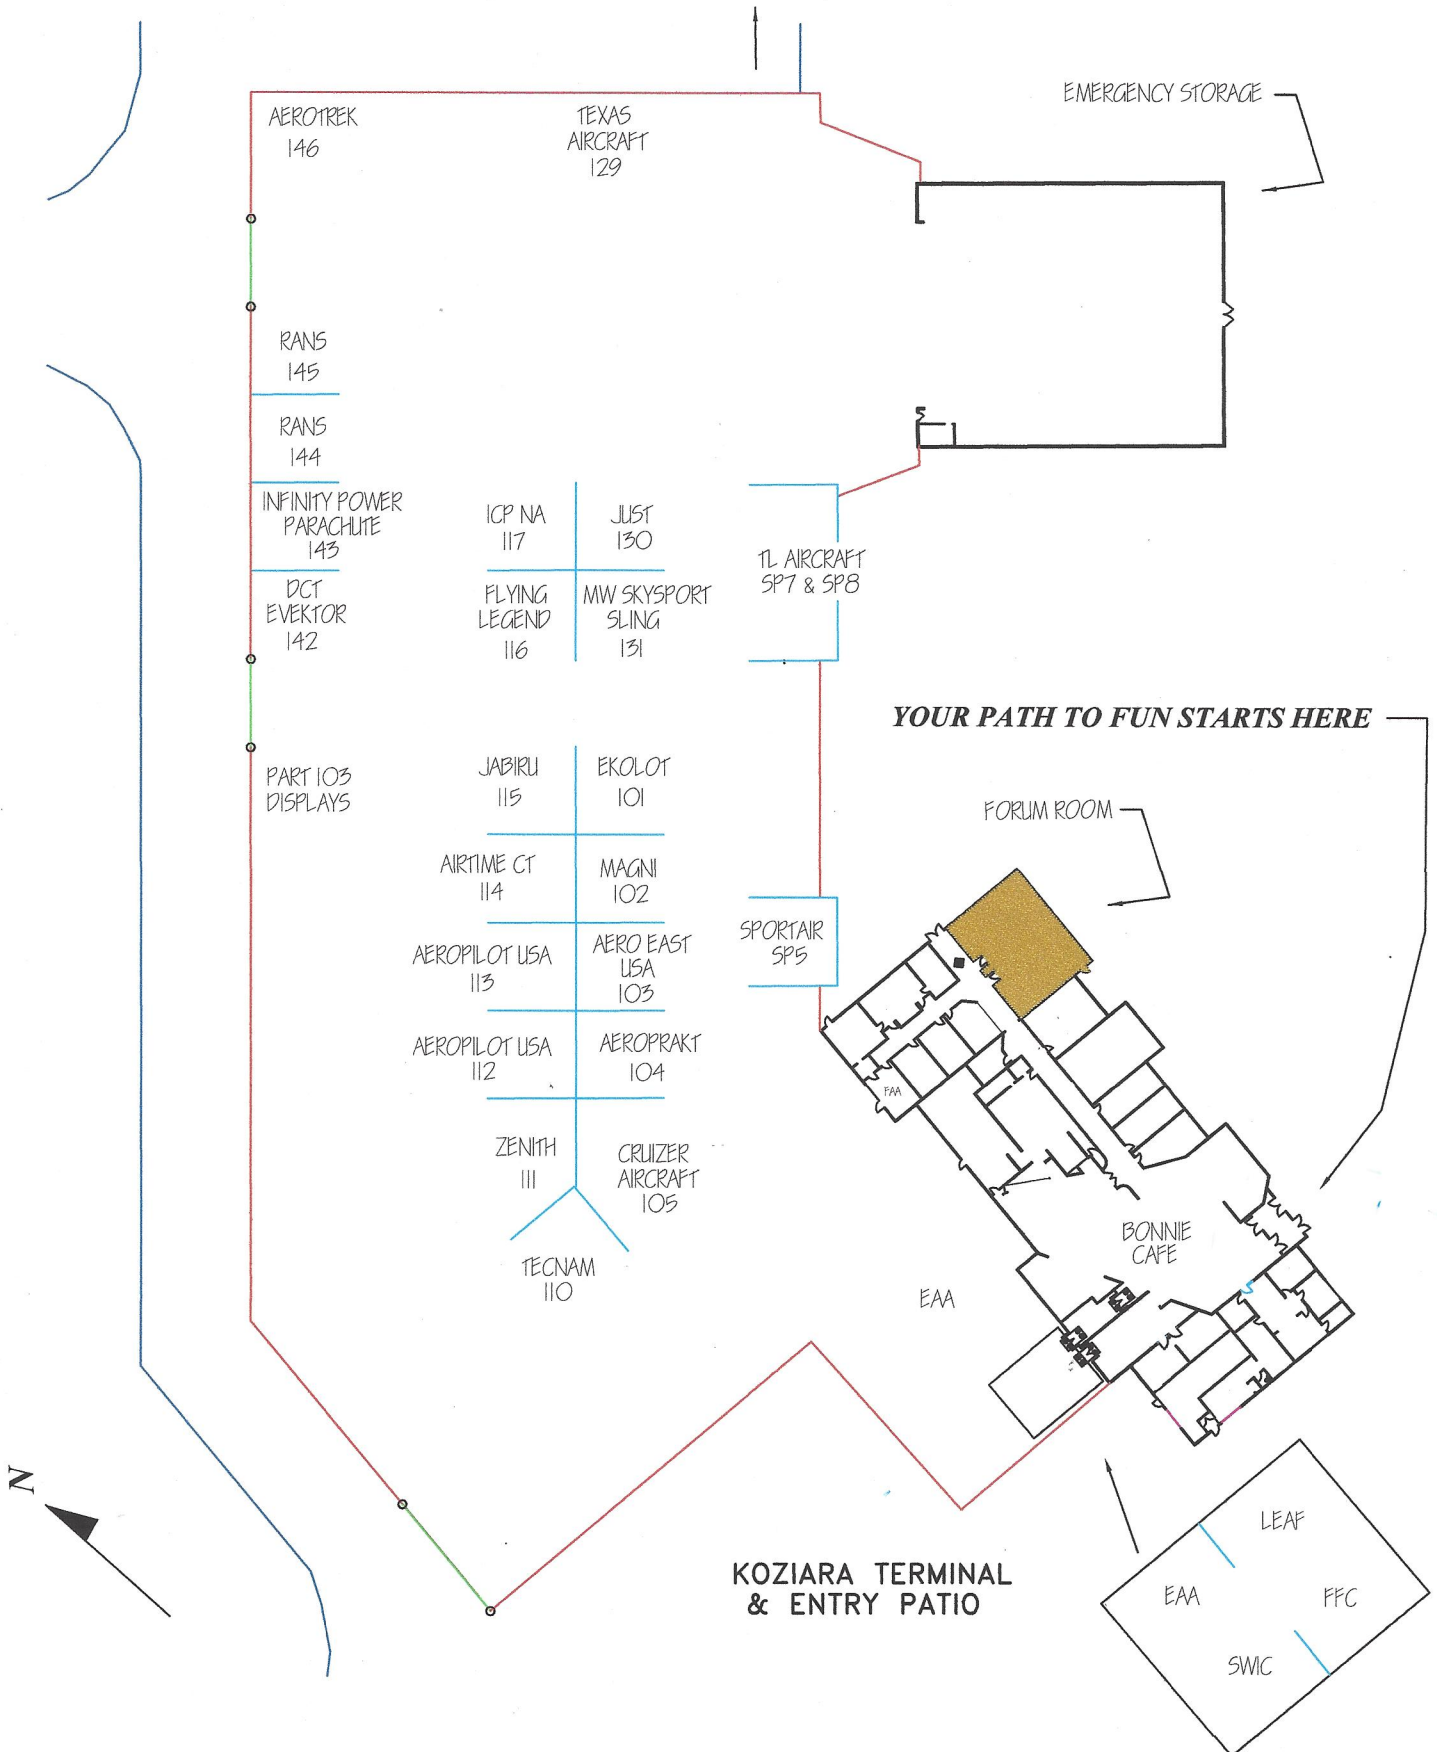 EMERGENCY STORAGE
AEROTREK
146
TEXAS
AIRCRAFT
129
RANS
145
RANS
144
INFINITY POWER
PARACHUTE
143
DCT
EVEKTOR
142
ICP NA
117
JUST
130
FLYING
LEGEND
116
MW SKYSPORT
SLING
131
TL AIRCRAFT
SP7 & SP8
YOUR PATH TO FUN STARTS HERE
PART 103
DISPLAYS
JABIRU
115
EKOLOT
101
FORUM ROOM
AIRTIME CT
114
MAGNI
102
AEROPILOT USA
113
AERO EAST
USA
103
SPORTAIR
SP5
AEROPILOT USA
112
AEROPRAKT
104
FAA
ZENITH
111
CRUIZER
AIRCRAFT
105
TECNAM
110
BONNIE
CAFE
EAA
N
KOZIARA TERMINAL
& ENTRY PATIO
LEAF
EAA
FFC
SWIC